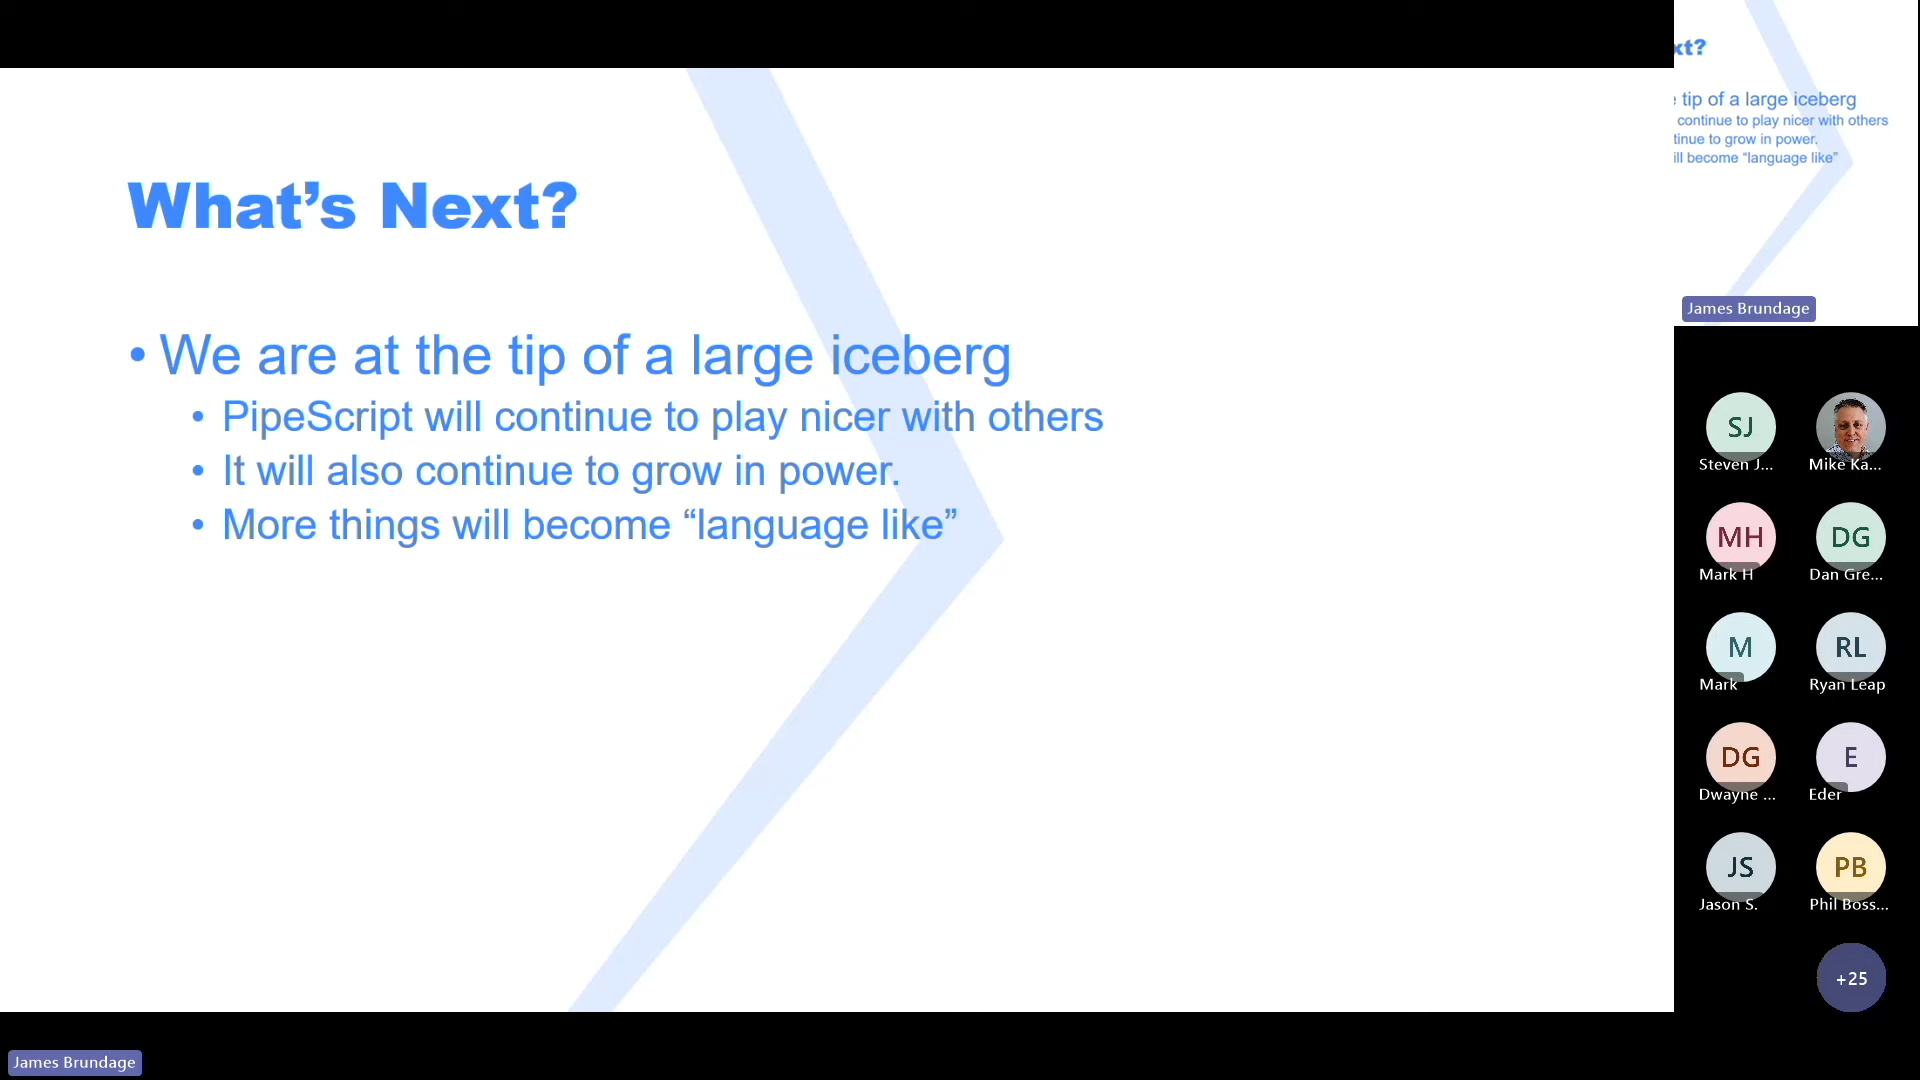 What’s Next?
• We are at the tip of a large iceberg
• PipeScript will continue to play nicer with others
• It will also continue to grow in power.
• More things will become “language like”
James Brundage
xt?
tip of a large iceberg
continue to play nicer with others
tinue to grow in power.
ill become “language like”
James Brundage
SJ
Steven J...
Mike Ka...
MH
Mark H
DG
Dan Gre...
M
Mark
RL
Ryan Leap
DG
Dwayne ...
E
Eder
JS
Jason S.
PB
Phil Boss...
+25